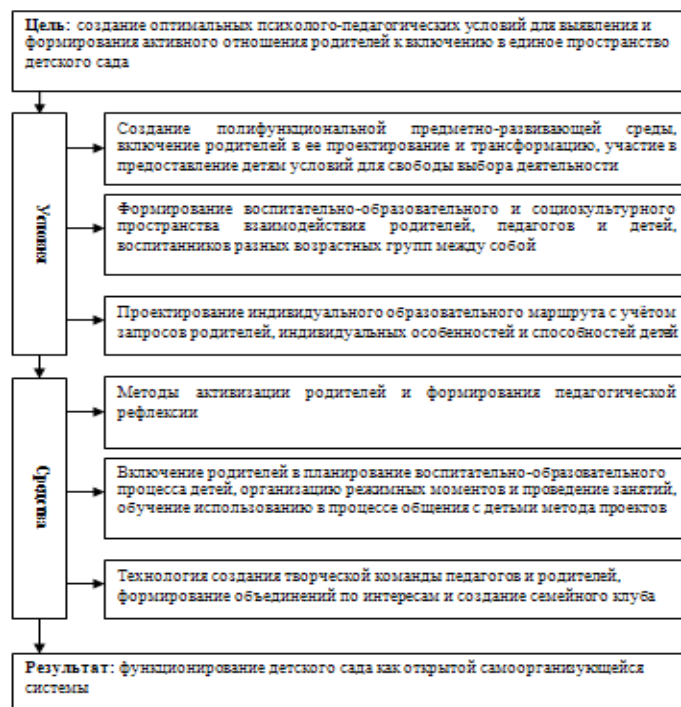 Цель: создание оптимальных психолого-педагогических условий для выявления и
формирования активного отношения родителей к включению в единое пространство
детского сада
Условия
Создание полифункциональной предметно-развивающей среды,
включение родителей в ее проектирование и трансформацию, участие в
предоставление детям условий для свободы выбора деятельности
Формирование воспитательно-образовательного и социокультурного
пространства взаимодействия родителей, педагогов и детей,
воспитанников разных возрастных групп между собой
Проектирование индивидуального образовательного маршрута с учётом
запросов родителей, индивидуальных особенностей и способностей детей
Средства
Методы активизации родителей и формирования педагогической
рефлексии
Включение родителей в планирование воспитательно-образовательного
процесса детей, организацию режимных моментов и проведение занятий,
обучение использованию в процессе общения с детьми метода проектов
Технология создания творческой команды педагогов и родителей,
формирование объединений по интересам и создание семейного клуба
Результат: функционирование детского сада как открытой самоорганизующейся
системы